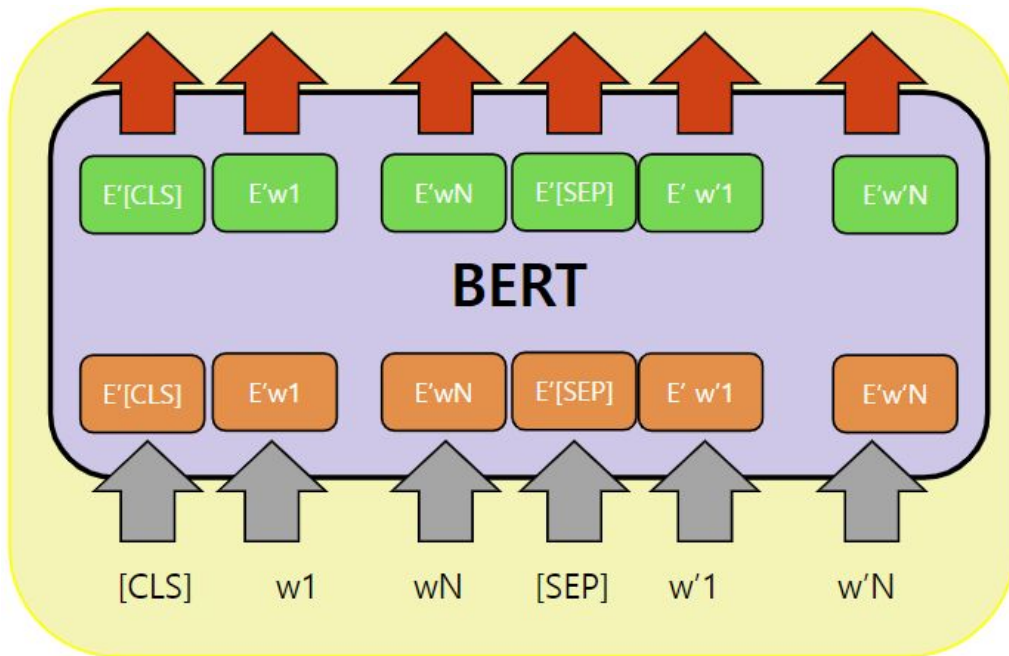 E'[CLS] E'w1 E'wN E'[SEP] E' w'1 E'w'N
BERT
E'[CLS] E'w1 E'wN E'[SEP] E' w'1 E'w'N
[CLS] w1 wN [SEP] w'1 w'N